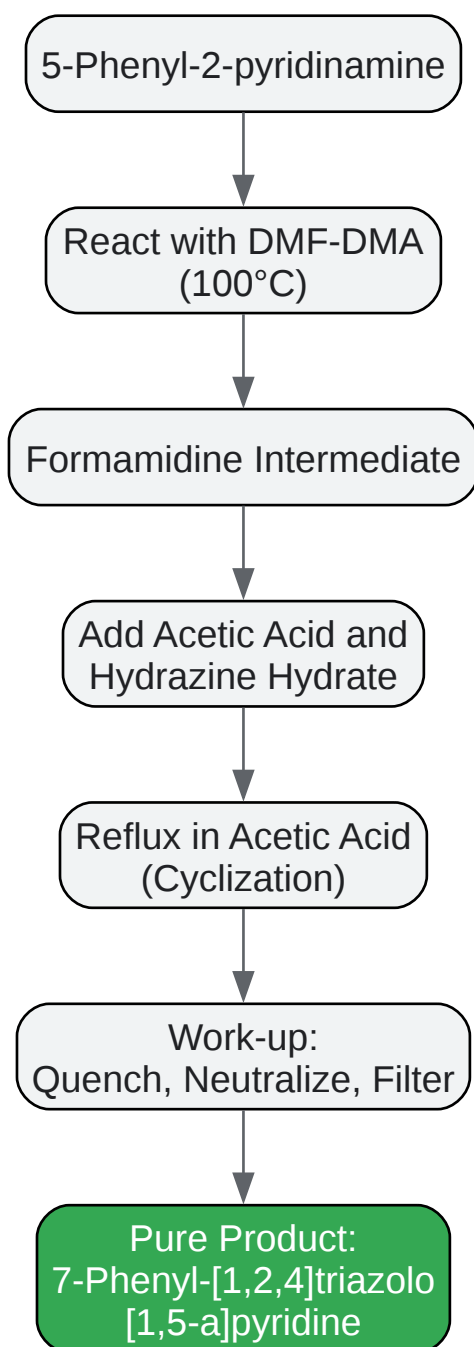 5-Phenyl-2-pyridinamine
React with DMF-DMA
(100°C)
Formamidine Intermediate
Add Acetic Acid and
Hydrazine Hydrate
Reflux in Acetic Acid
(Cyclization)
Work-up:
Quench, Neutralize, Filter
Pure Product:
7-Phenyl-[1,2,4]triazolo
[1,5-a]pyridine